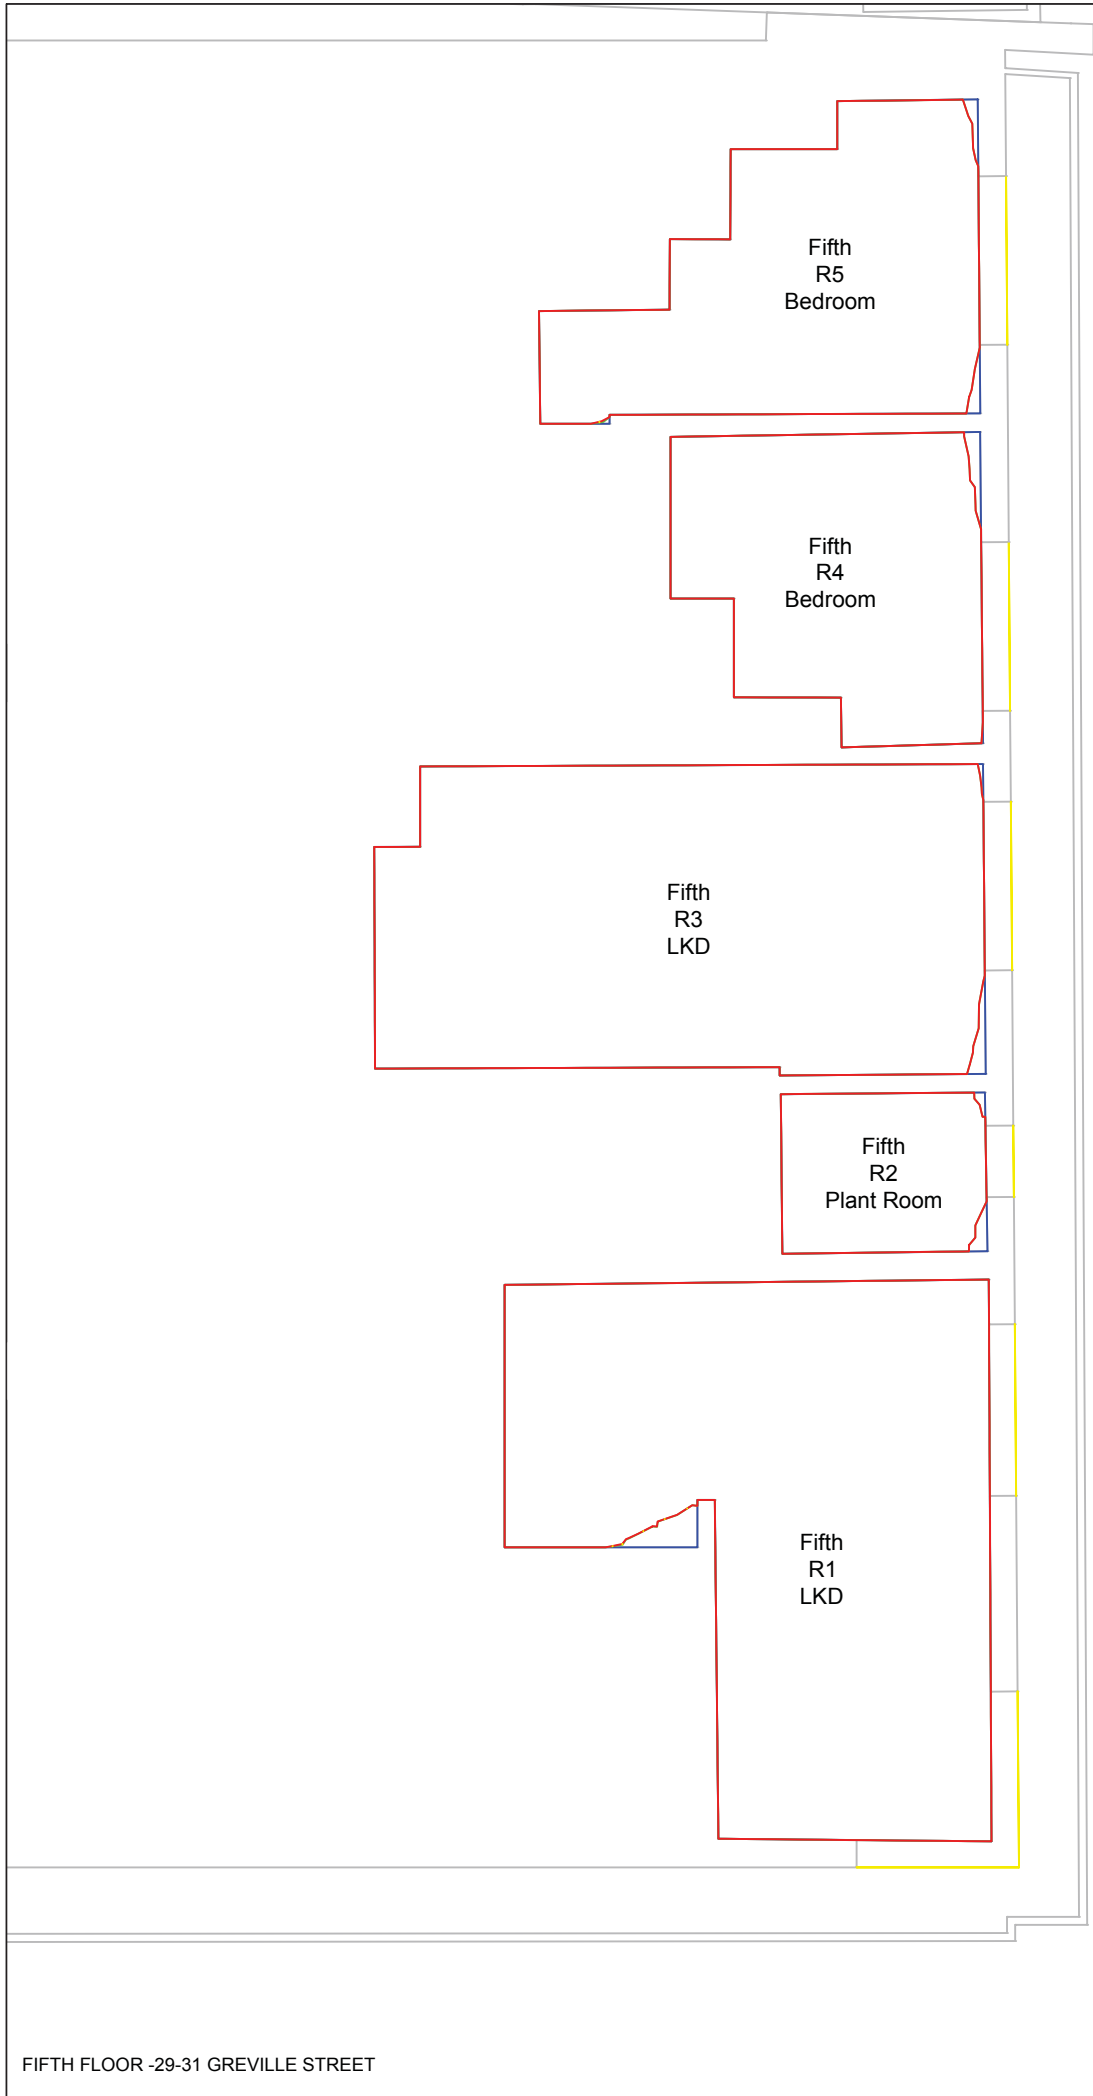 Fifth
R5
Bedroom
Fifth
R4
Bedroom
Fifth
R3
LKD
Fifth
R2
Plant Room
Fifth
R1
LKD
FIFTH FLOOR -29-31 GREVILLE STREET